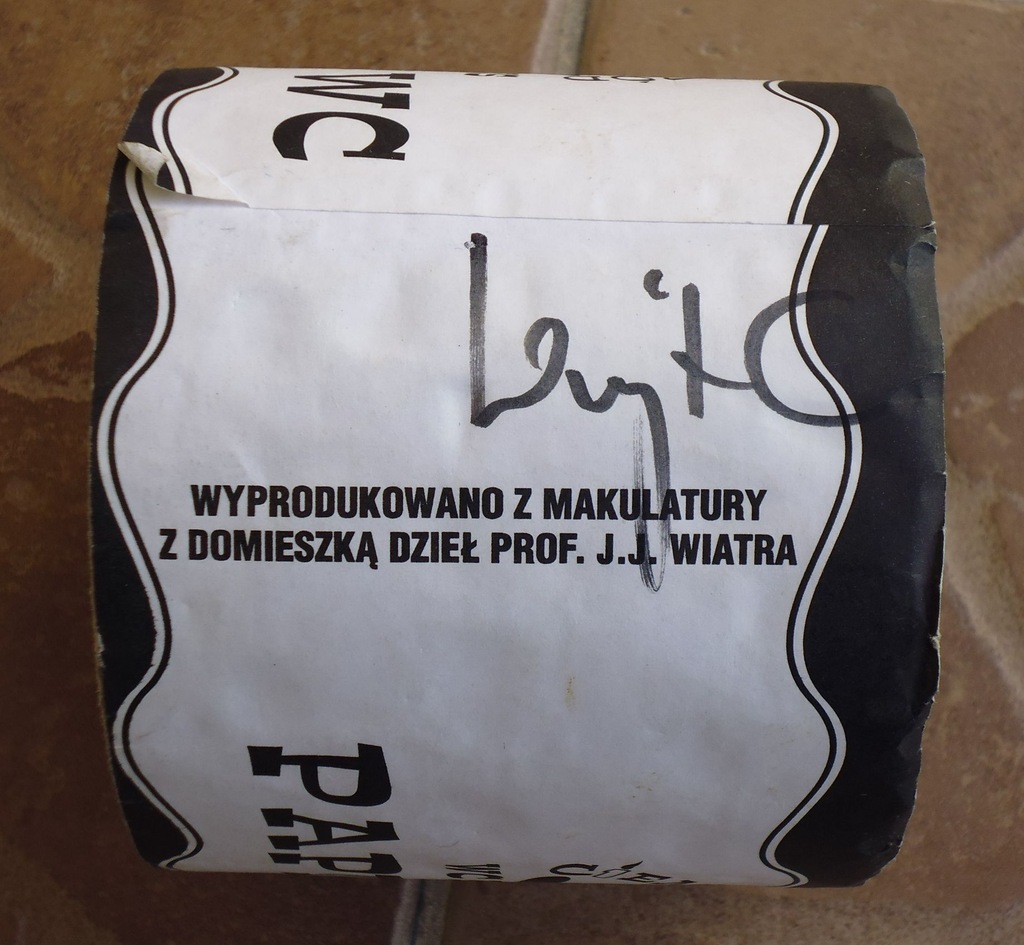 WC
WYPRODUKOWANO Z MAKULATURY
Z DOMIESZKĄ DZIEŁ PROF. J.J. WIATRA
PAP